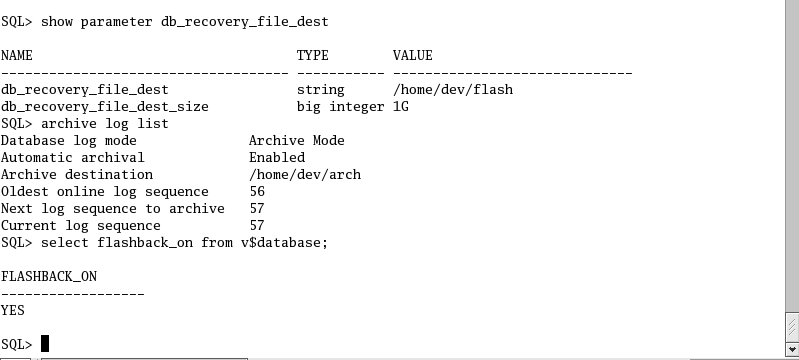 SQL> show parameter db_recovery_file_dest
NAME                                 TYPE        VALUE
------------------------------------ ----------- ------------------------------
db_recovery_file_dest                string      /home/dev/flash
db_recovery_file_dest_size           big integer 1G
SQL> archive log list
Database log mode              Archive Mode
Automatic archival             Enabled
Archive destination            /home/dev/arch
Oldest online log sequence     56
Next log sequence to archive   57
Current log sequence           57
SQL> select flashback_on from v$database;
FLASHBACK_ON
------------------
YES
SQL>